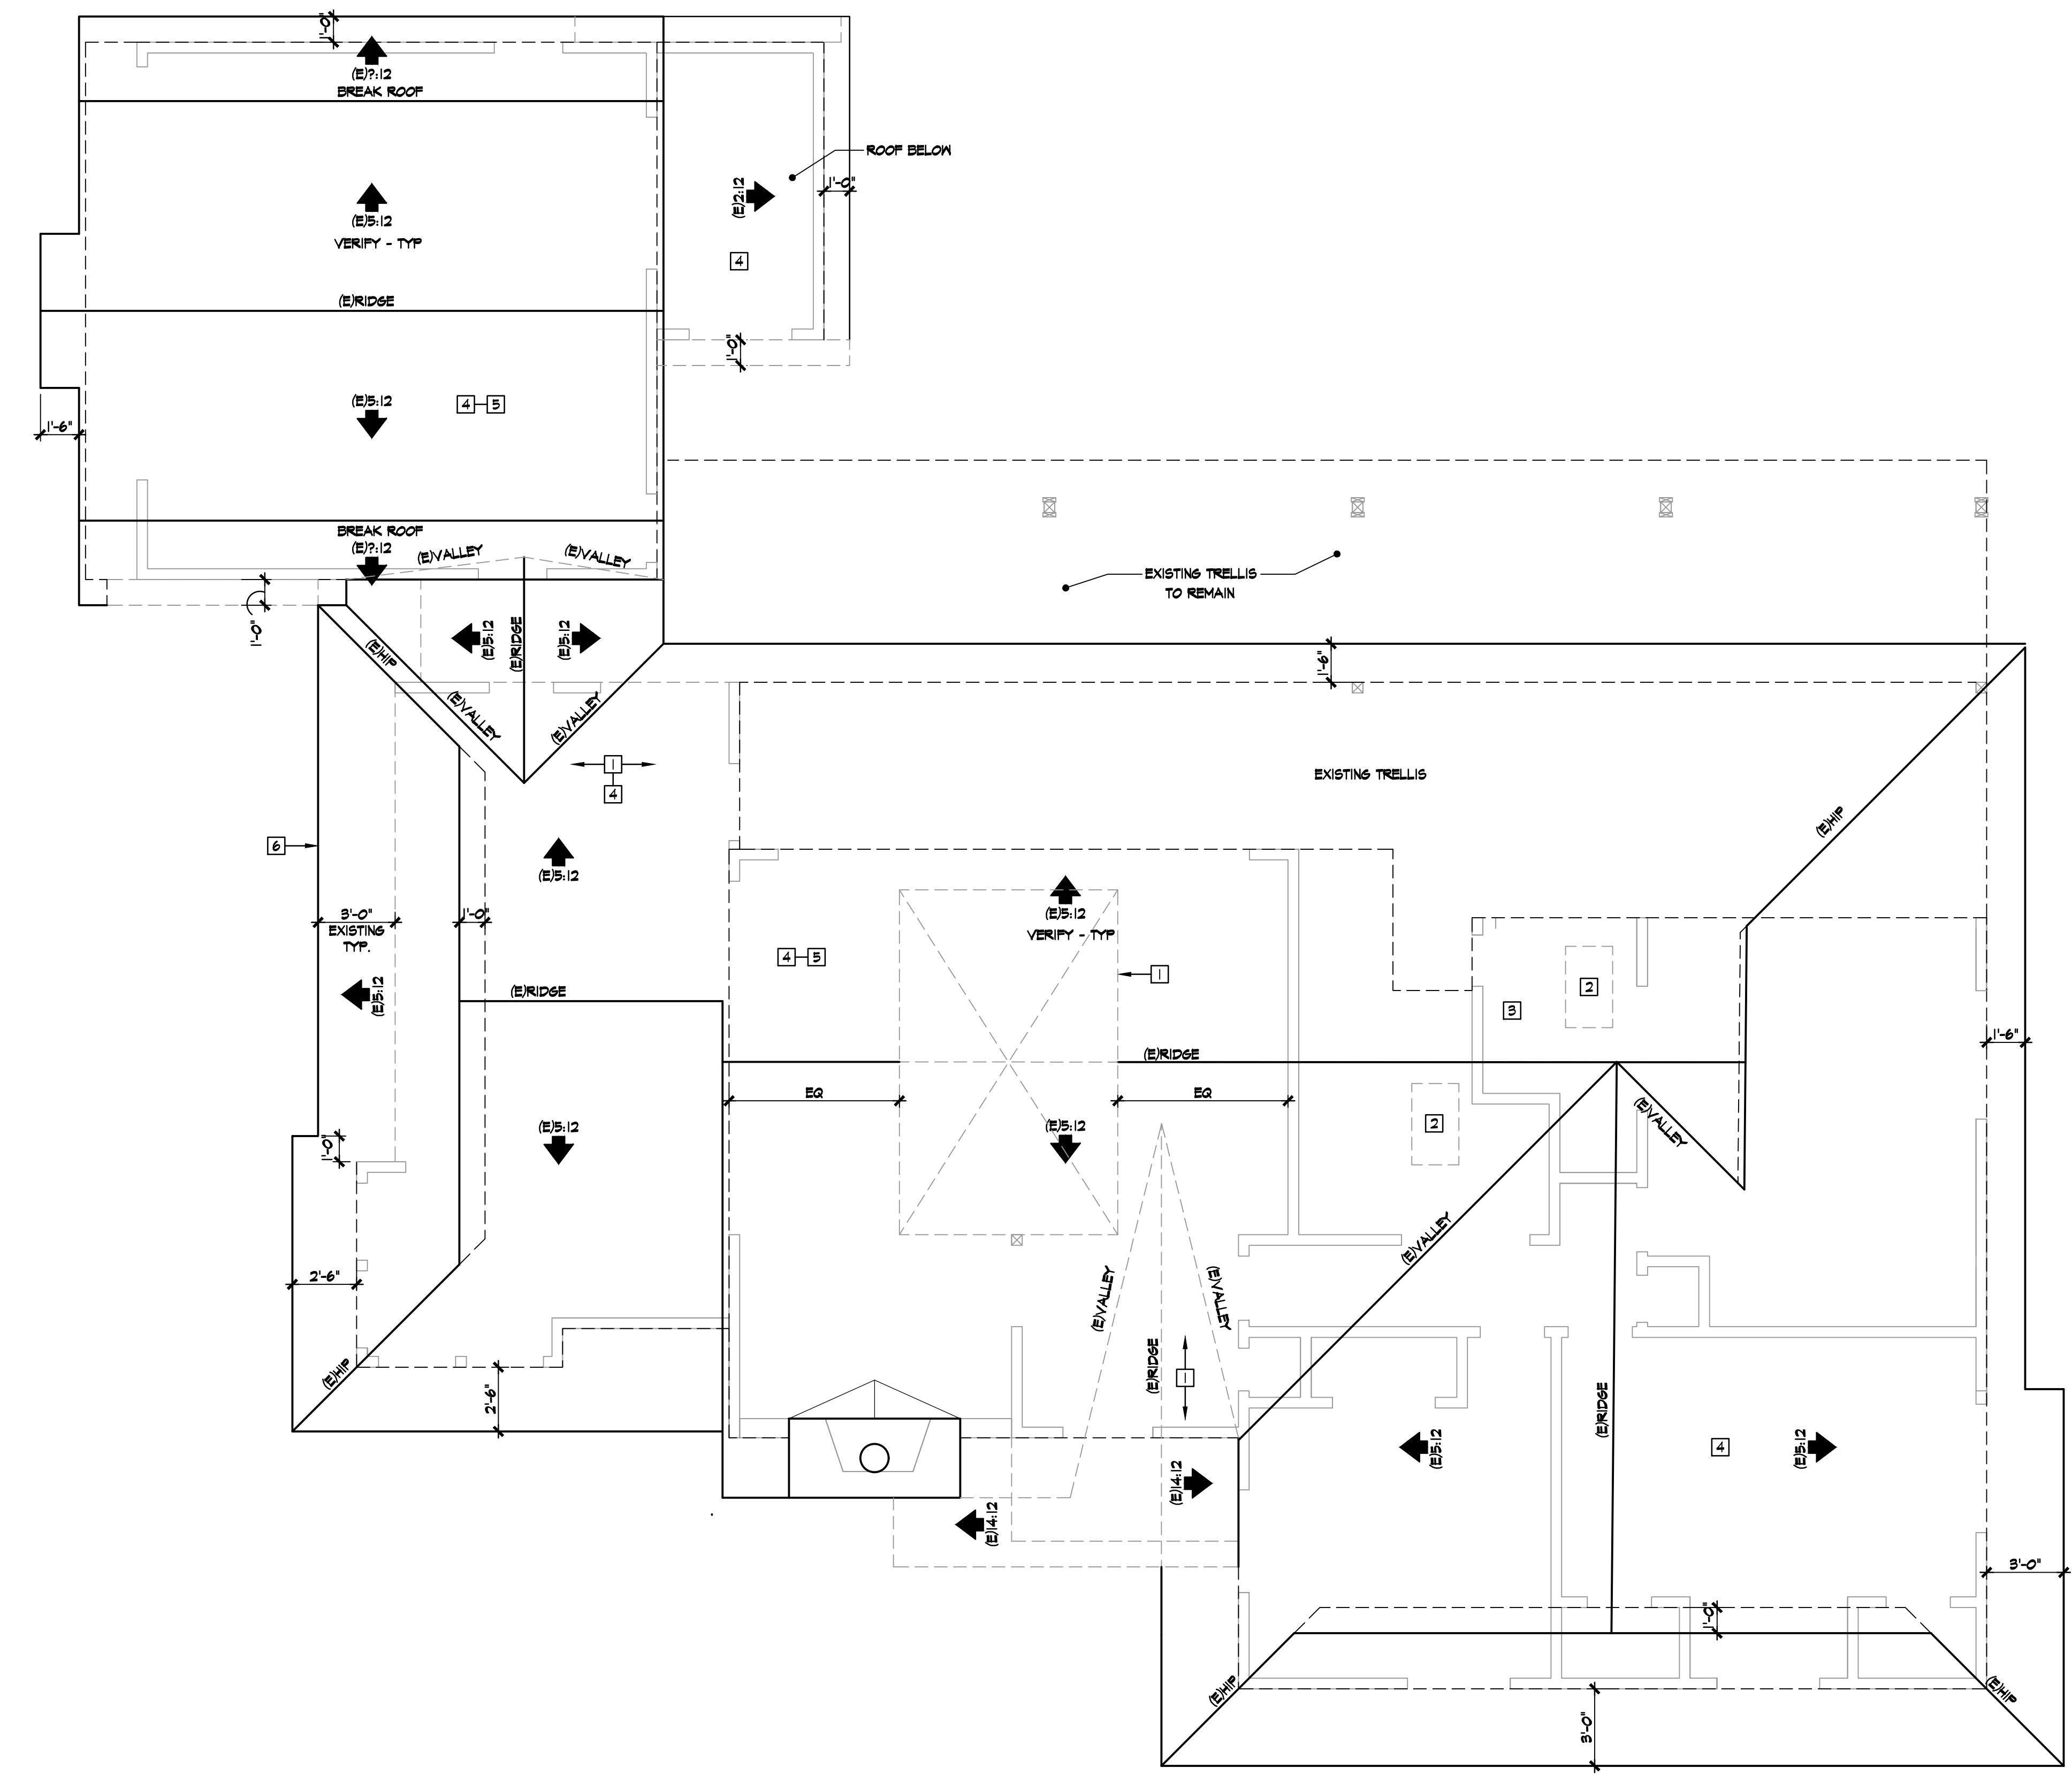 1'-0"
(E)?:12
BREAK ROOF
ROOF BELOW
(E)2:12
1'-0"
(E)5:12
VERIFY - TYP
4
(E)RIDGE
1'-0"
(E)5:12
4
5
1'-6"
BREAK ROOF
(E)?:12
(E)VALLEY
(E)VALLEY
EXISTING TRELLIS
TO REMAIN
1'-0"
(E)5:12
(E)RIDGE
(E)5:12
(E)HIP
1'-6"
(E)VALLEY
(E)VALLEY
1
4
EXISTING TRELLIS
(E)HIP
6
(E)5:12
3'-0"
EXISTING
TYP.
1'-0"
(E)5:12
VERIFY - TYP
4
5
1
2
3
(E)5:12
(E)RIDGE
1'-6"
(E)RIDGE
EQ
EQ
2
(E)VALLEY
(E)5:12
(E)5:12
1'-0"
(E)VALLEY
2'-6"
(E)VALLEY
(E)VALLEY
(E)HIP
2'-6"
(E)RIDGE
1
(E)RIDGE
(E)5:12
4
(E)5:12
(E)14:12
(E)14:12
3'-0"
1'-0"
(E)HIP
(E)HIP
3'-0"